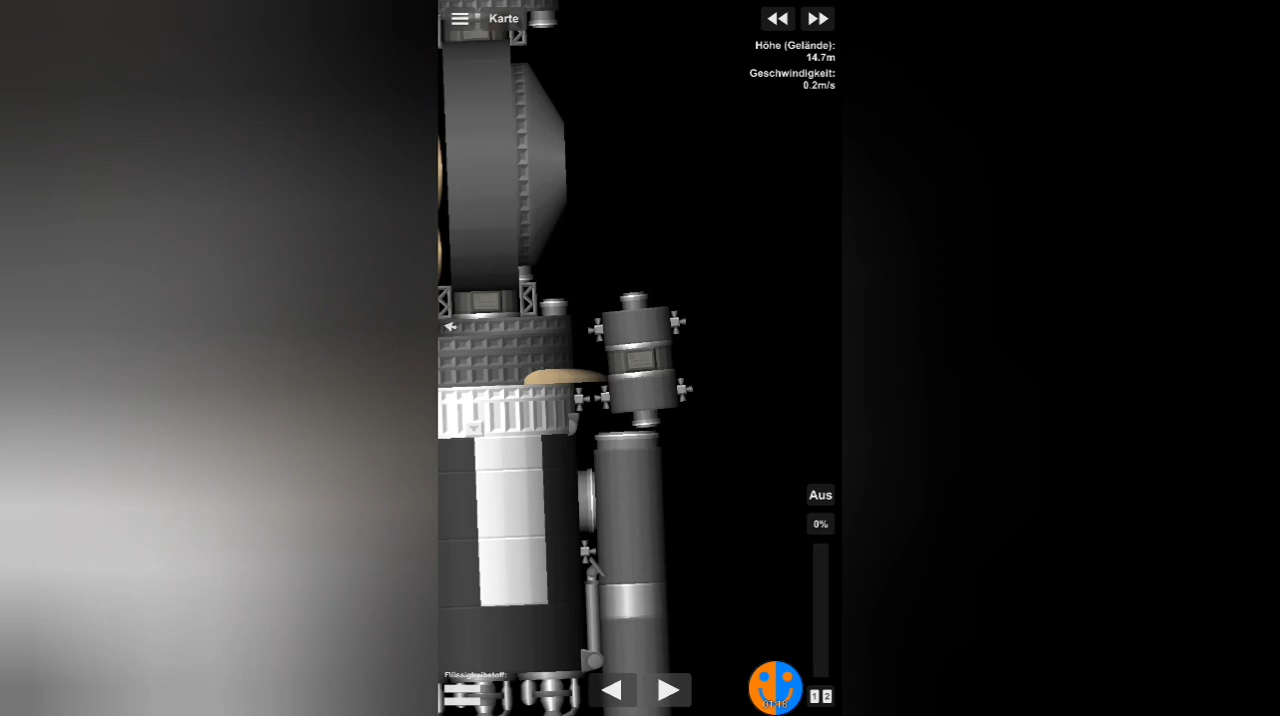 Karte
Höhe (Gelände):
14.7m
Geschwindigkeit:
0.2m/s
Aus
0%
Flüssigtreibstoff:
1 2